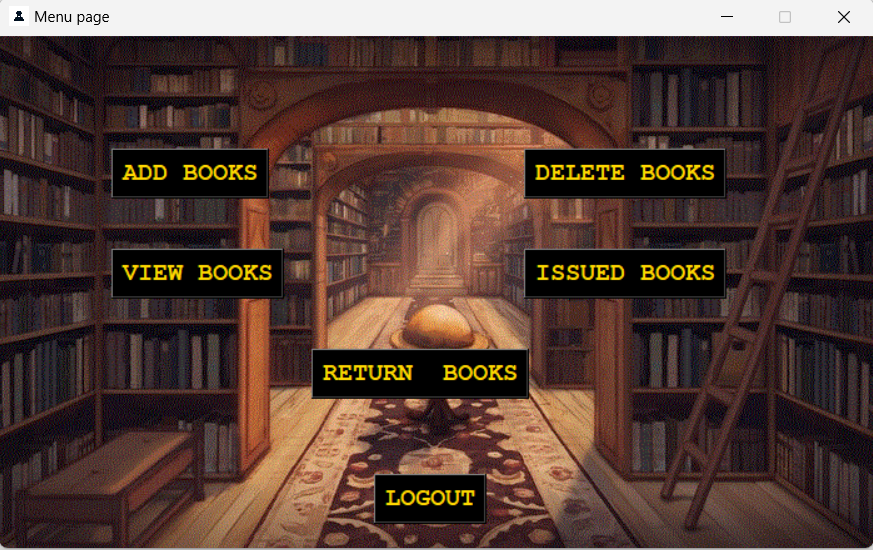 Menu page
ADD BOOKS
DELETE BOOKS
VIEW BOOKS
ISSUED BOOKS
RETURN  BOOKS
LOGOUT